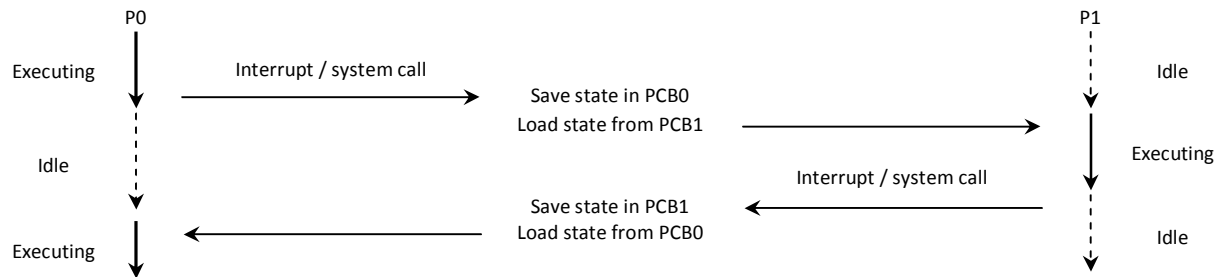 P0
P1
Executing
Interrupt / system call
Idle
Save state in PCB0
Load state from PCB1
Idle
Executing
Interrupt / system call
Save state in PCB1
Load state from PCB0
Executing
Idle